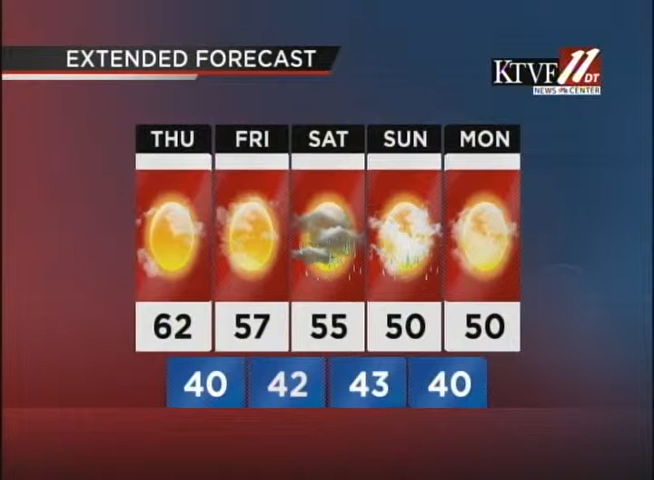 EXTENDED FORECAST
KTVF 11 DT
NEWS CENTER
THU FRI SAT SUN MON
62 57 55 50 50
40 42 43 40